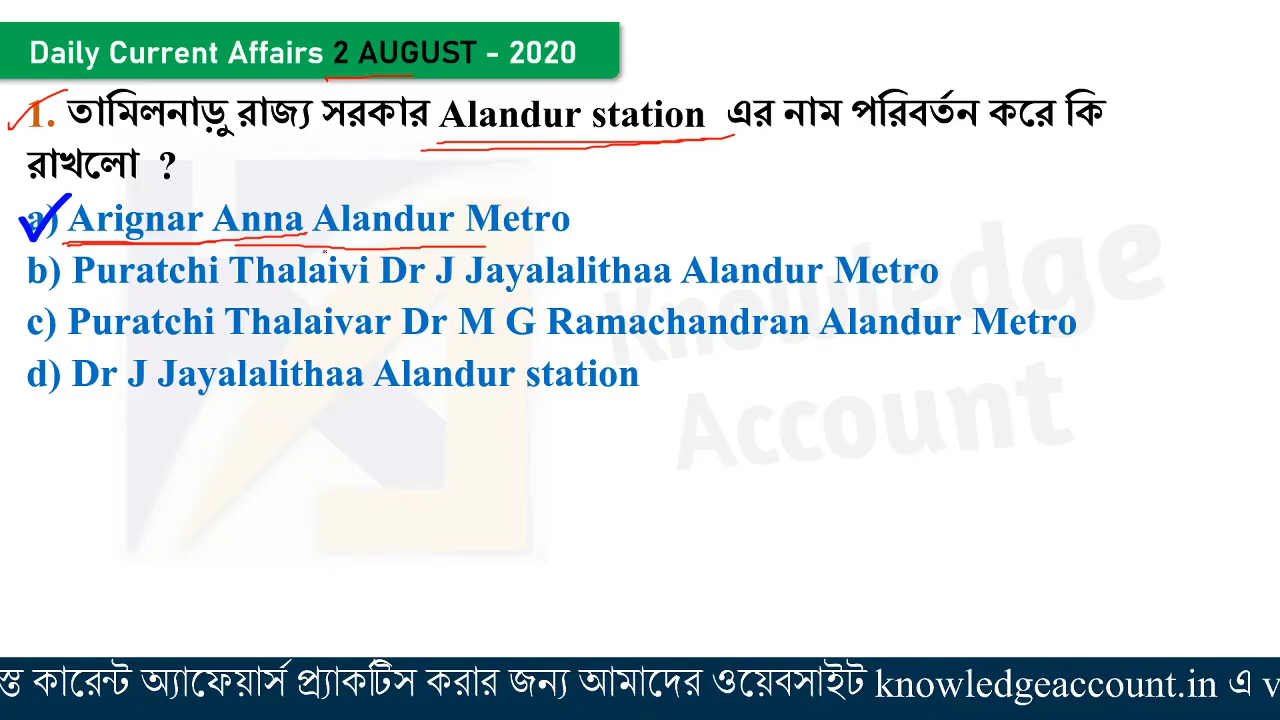 Daily Current Affairs 2 AUGUST - 2020
1. তামিলনাড়ু রাজ্য সরকার Alandur station এর নাম পরিবর্তন করে কি
রাখলো ?
a) Arignar Anna Alandur Metro
b) Puratchi Thalaivi Dr J Jayalalithaa Alandur Metro
c) Puratchi Thalaivar Dr M G Ramachandran Alandur Metro
d) Dr J Jayalalithaa Alandur station
Knowledge
Account
স্ত কারেন্ট অ্যাফেয়ার্স প্র্যাকটিস করার জন্য আমাদের ওয়েবসাইট knowledgeaccount.in এ v